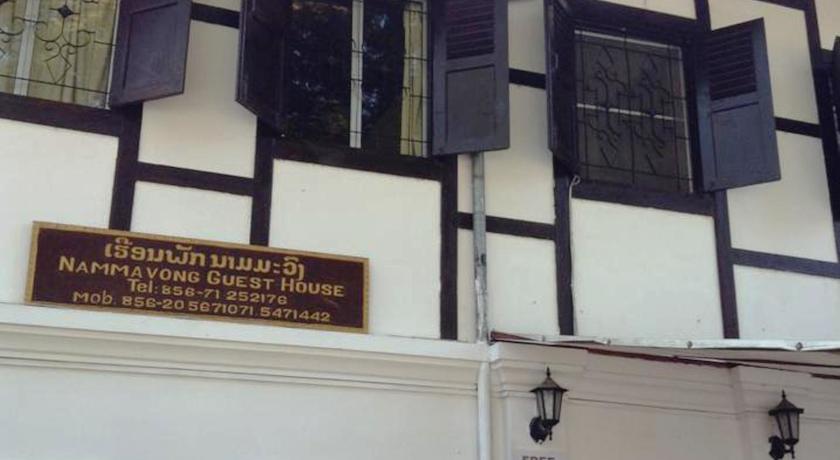 ເຮືອນພັກ ນາມມະວົງ
NAMMAVONG GUEST HOUSE
Tel: 856-71 252176
Mob. 856-20 5671071.5471442
FREE